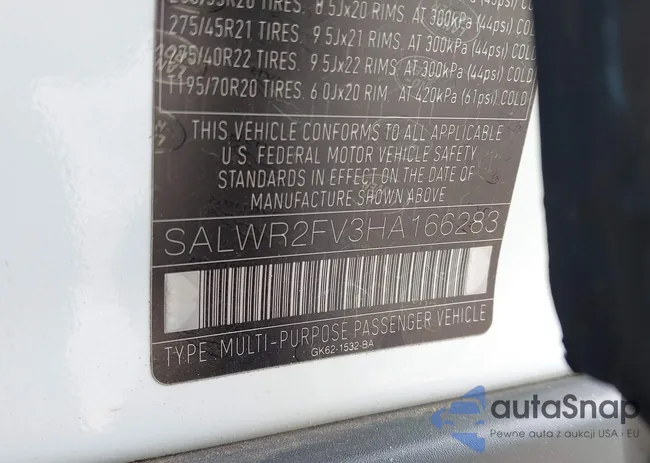 275/45R21 TIRES. 9.5Jx21 RIMS. AT 300kPa (44psi) COLD
275/40R22 TIRES. 9.5Jx22 RIMS. AT 300kPa (44psi) COLD
T195/70R20 TIRES. 6.0Jx20 RIM. AT 420kPa (61psi) COLD
THIS VEHICLE CONFORMS TO ALL APPLICABLE
U.S. FEDERAL MOTOR VEHICLE SAFETY
STANDARDS IN EFFECT ON THE DATE OF
MANUFACTURE SHOWN ABOVE
SALWR2FV3HA166283
TYPE: MULTI-PURPOSE PASSENGER VEHICLE
GK62-1532-BA
autaSnap
Pewne auta z aukcji USA i EU